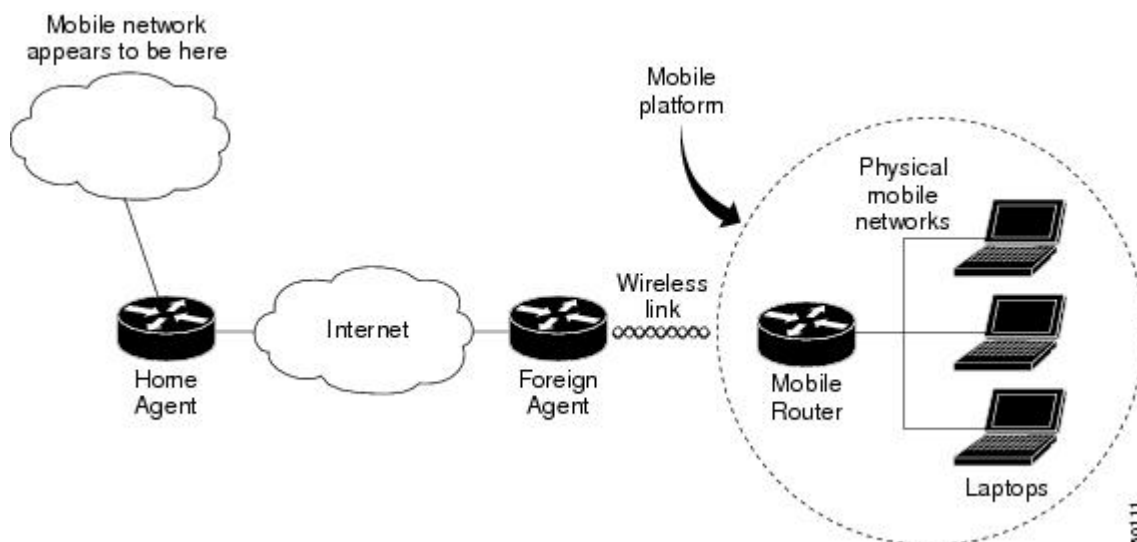 Mobile network
appears to be here
Mobile
platform
Physical
mobile
networks
Wireless
link
Internet
Home
Agent
Foreign
Agent
Mobile
Router
Laptops